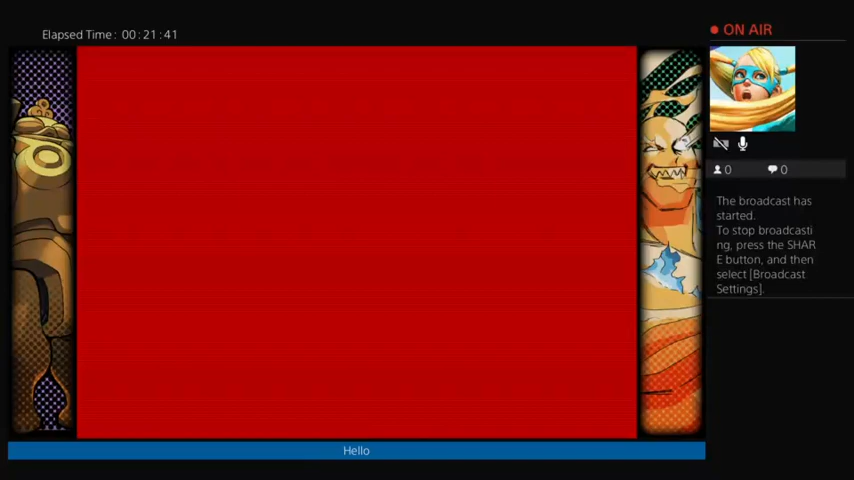 Elapsed Time: 00:21:41
ON AIR
0 0
The broadcast has
started.
To stop broadcasti
ng, press the SHAR
E button, and then
select [Broadcast
Settings].
Hello